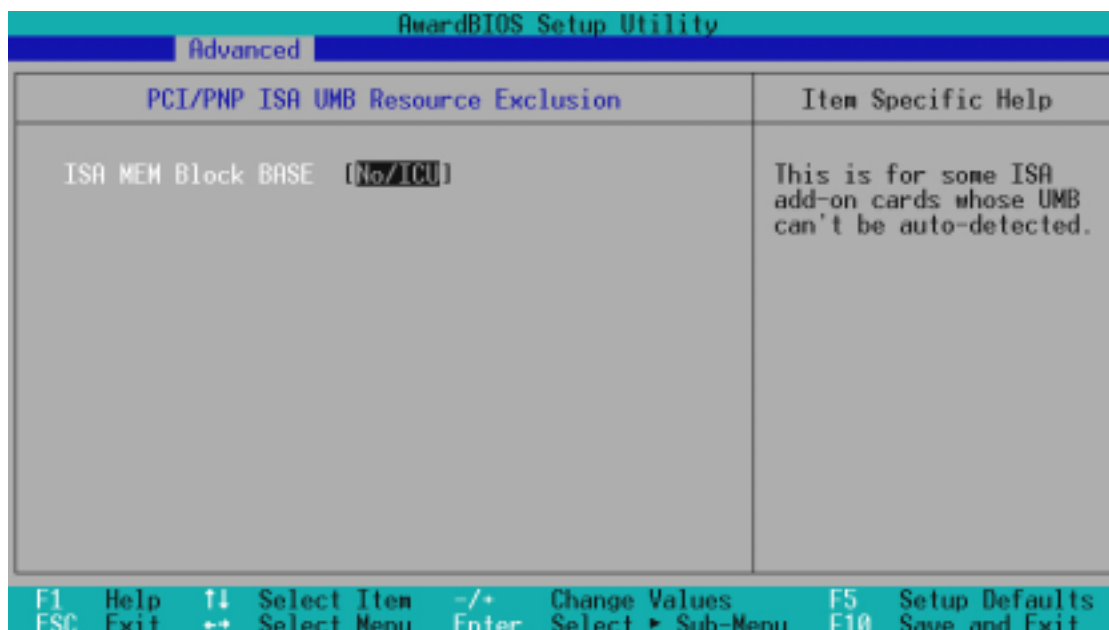 AwardBIOS Setup Utility
Advanced
PCI/PNP ISA UMB Resource Exclusion
Item Specific Help
ISA MEM Block BASE [No/ICU]
This is for some ISA
add-on cards whose UMB
can't be auto-detected.
F1 Help ↑↓ Select Item -/+ Change Values F5 Setup Defaults
ESC Exit ←→ Select Menu Enter Select ► Sub-Menu F10 Save and Exit